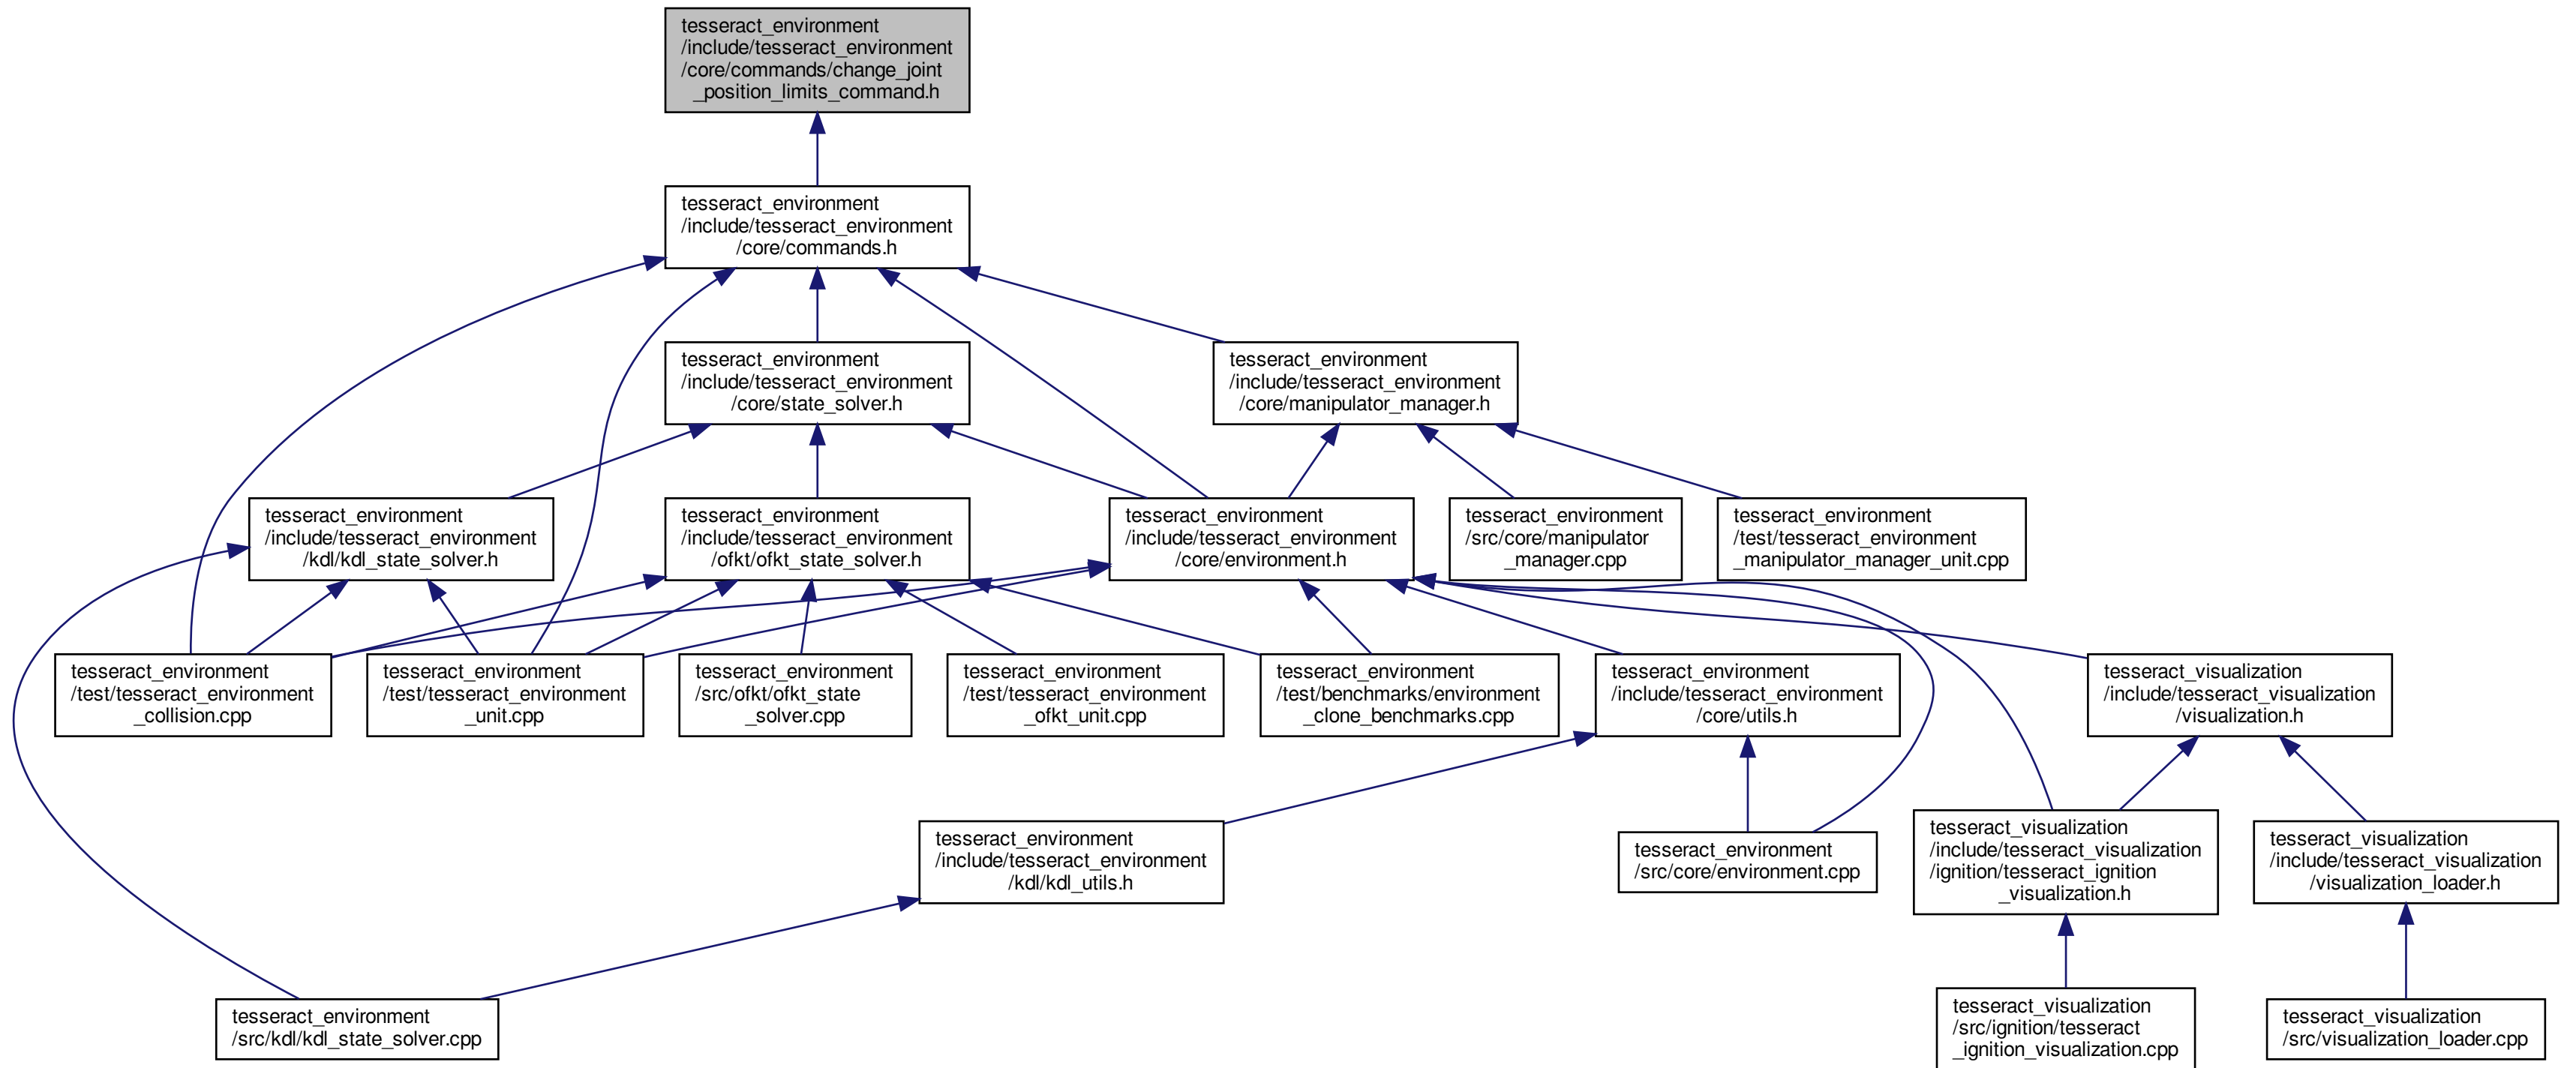 tesseract_environment
/include/tesseract_environment
/core/commands/change_joint
_position_limits_command.h
tesseract_environment
/include/tesseract_environment
/core/commands.h
tesseract_environment
/include/tesseract_environment
/core/state_solver.h
tesseract_environment
/include/tesseract_environment
/core/manipulator_manager.h
tesseract_environment
/include/tesseract_environment
/kdl/kdl_state_solver.h
tesseract_environment
/include/tesseract_environment
/ofkt/ofkt_state_solver.h
tesseract_environment
/include/tesseract_environment
/core/environment.h
tesseract_environment
/src/core/manipulator
_manager.cpp
tesseract_environment
/test/tesseract_environment
_manipulator_manager_unit.cpp
tesseract_environment
/test/tesseract_environment
_collision.cpp
tesseract_environment
/test/tesseract_environment
_unit.cpp
tesseract_environment
/src/ofkt/ofkt_state
_solver.cpp
tesseract_environment
/test/tesseract_environment
_ofkt_unit.cpp
tesseract_environment
/test/benchmarks/environment
_clone_benchmarks.cpp
tesseract_environment
/include/tesseract_environment
/core/utils.h
tesseract_visualization
/include/tesseract_visualization
/visualization.h
tesseract_environment
/include/tesseract_environment
/kdl/kdl_utils.h
tesseract_environment
/src/core/environment.cpp
tesseract_visualization
/include/tesseract_visualization
/ignition/tesseract_ignition
_visualization.h
tesseract_visualization
/include/tesseract_visualization
/visualization_loader.h
tesseract_environment
/src/kdl/kdl_state_solver.cpp
tesseract_visualization
/src/ignition/tesseract
_ignition_visualization.cpp
tesseract_visualization
/src/visualization_loader.cpp